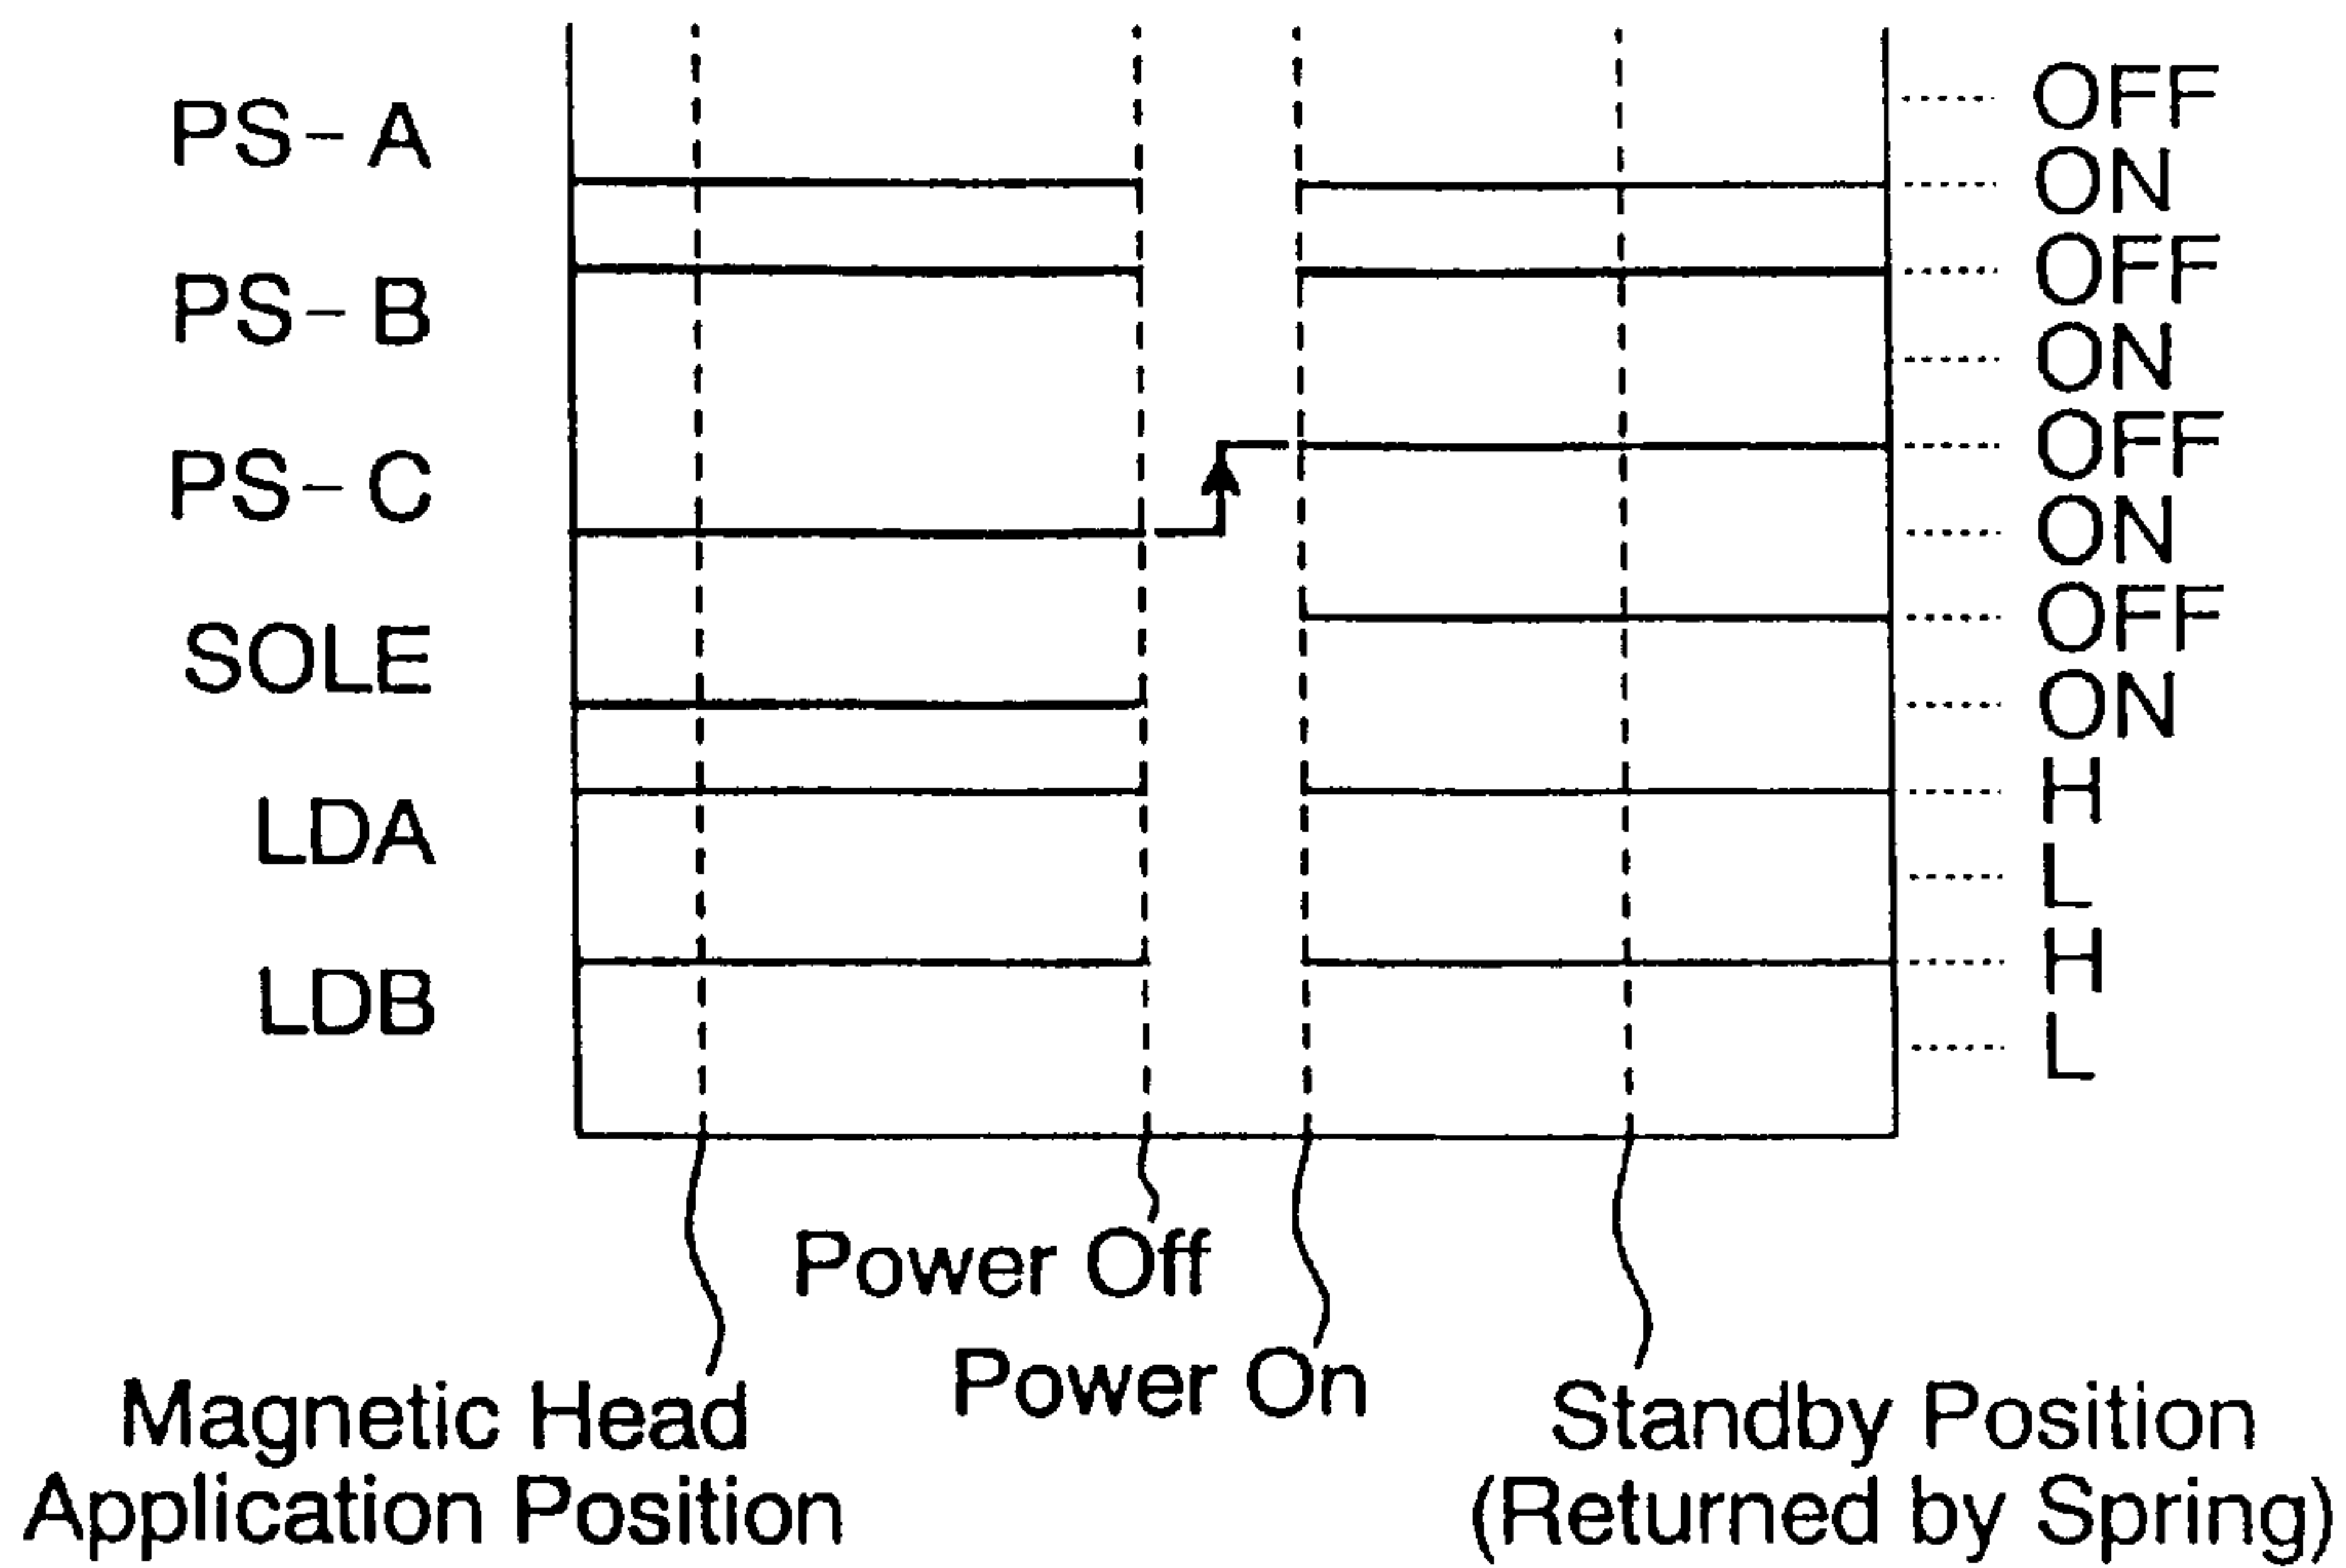 OFF
PS-A
ON
OFF
PS-B
ON
OFF
PS-C
ON
OFF
SOLE
ON
H
LDA
L
H
LDB
L
Power Off
Power On
Magnetic Head
Application Position
Standby Position
(Returned by Spring)